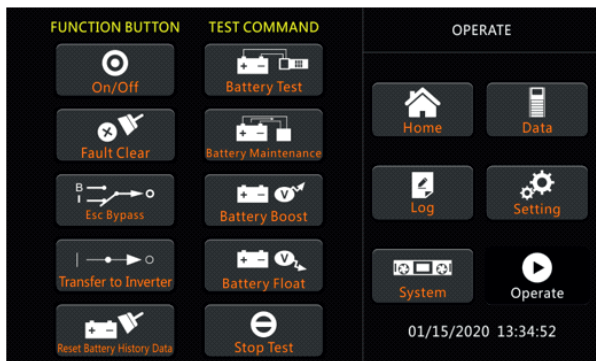 FUNCTION BUTTON
TEST COMMAND
OPERATE
On/Off
Battery Test
Fault Clear
Battery Maintenance
B
I
Esc Bypass
V
Battery Boost
Transfer to Inverter
V
Battery Float
Reset Battery History Data
Stop Test
Home
Data
Log
Setting
System
Operate
01/15/2020 13:34:52